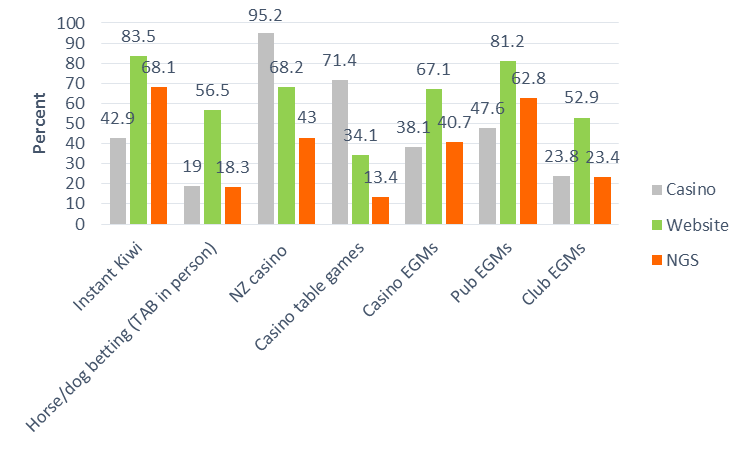 Percent
100
90
80
70
60
50
40
30
20
10
0
42.9
83.5
68.1
19
56.5
18.3
95.2
68.2
43
71.4
34.1
13.4
38.1
67.1
40.7
47.6
81.2
62.8
23.8
52.9
23.4
Instant Kiwi
Horse/dog betting (TAB in person)
NZ casino
Casino table games
Casino EGMs
Pub EGMs
Club EGMs
Casino
Website
NGS